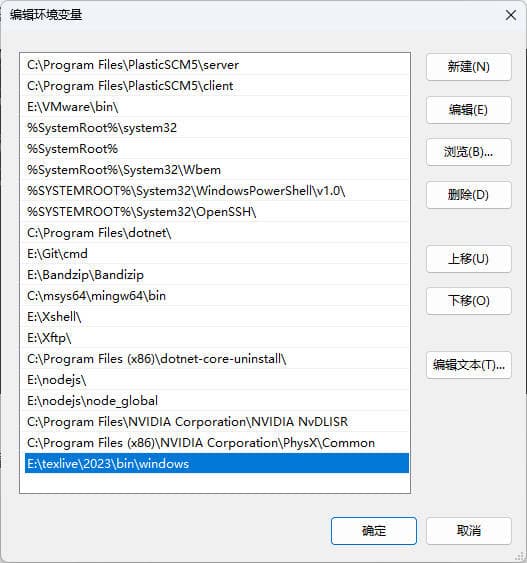 编辑环境变量
C:\Program Files\PlasticSCM5\server
C:\Program Files\PlasticSCM5\client
E:\VMware\bin\
%SystemRoot%\system32
%SystemRoot%
%SystemRoot%\System32\Wbem
%SYSTEMROOT%\System32\WindowsPowerShell\v1.0\
%SYSTEMROOT%\System32\OpenSSH\
C:\Program Files\dotnet\
E:\Git\cmd
E:\Bandzip\Bandizip
C:\msys64\mingw64\bin
E:\Xshell\
E:\Xftp\
C:\Program Files (x86)\dotnet-core-uninstall\
E:\nodejs\
E:\nodejs\node_global
C:\Program Files\NVIDIA Corporation\NVIDIA NvDLISR
C:\Program Files (x86)\NVIDIA Corporation\PhysX\Common
E:\texlive\2023\bin\windows
新建(N)
编辑(E)
浏览(B)...
删除(D)
上移(U)
下移(O)
编辑文本(T)...
确定
取消